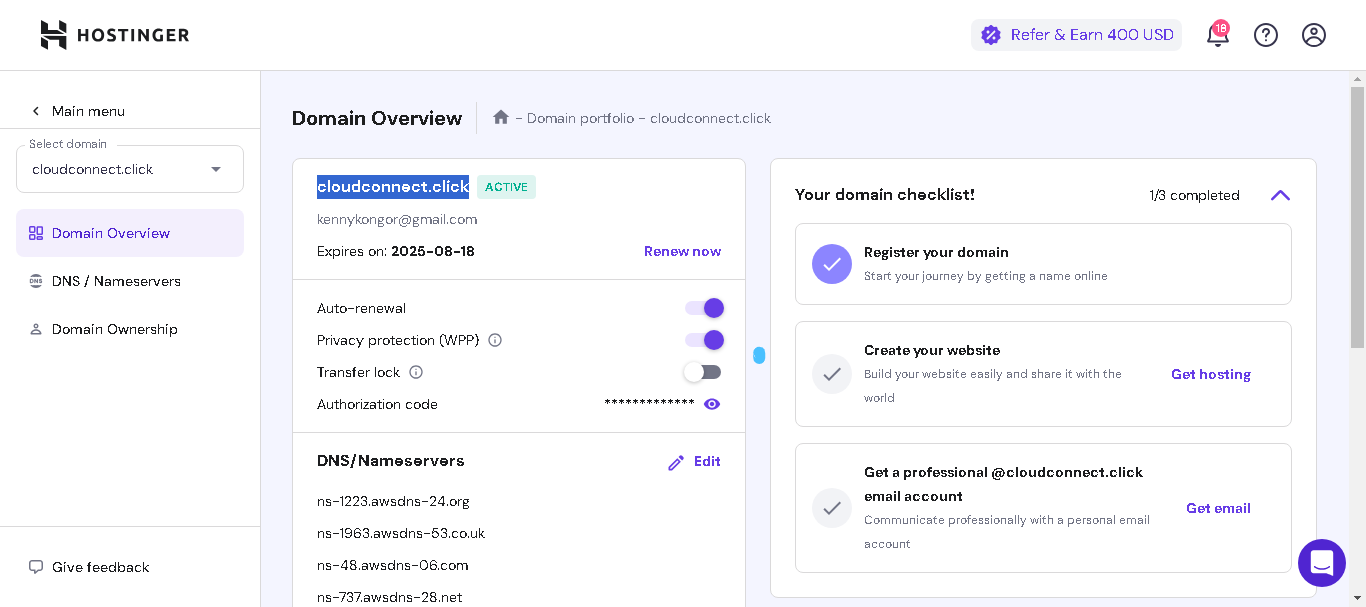 HOSTINGER
Refer & Earn 400 USD
18
Main menu
Select domain
cloudconnect.click
Domain Overview
DNS / Nameservers
Domain Ownership
Give feedback
Domain Overview
- Domain portfolio - cloudconnect.click
cloudconnect.click ACTIVE
kennykongor@gmail.com
Expires on: 2025-08-18 Renew now
Auto-renewal
Privacy protection (WPP)
Transfer lock
Authorization code *************
DNS/Nameservers Edit
ns-1223.awsdns-24.org
ns-1963.awsdns-53.co.uk
ns-48.awsdns-06.com
ns-737.awsdns-28.net
Your domain checklist! 1/3 completed
Register your domain
Start your journey by getting a name online
Create your website
Build your website easily and share it with the
world
Get hosting
Get a professional @cloudconnect.click
email account
Communicate professionally with a personal email
account
Get email